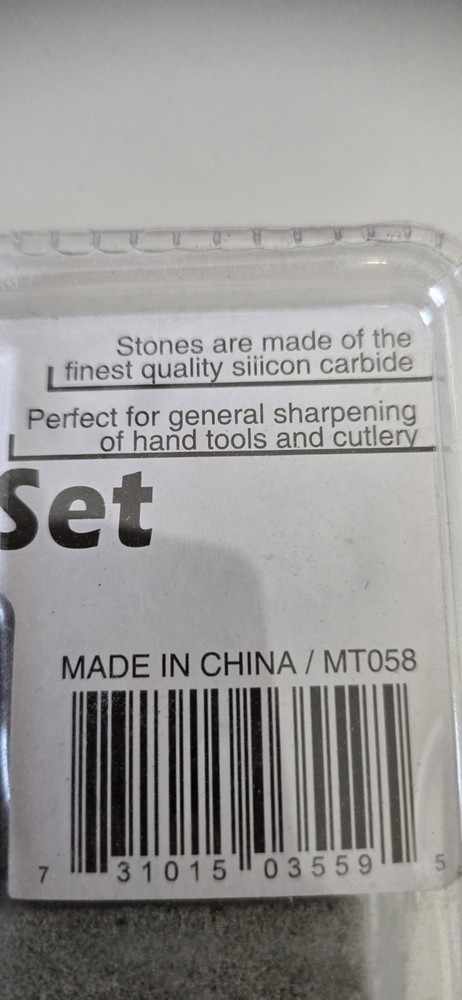 Stones are made of the
finest quality silicon carbide
Perfect for general sharpening
of hand tools and cutlery
Set
MADE IN CHINA / MT058
7 31015 03559 5